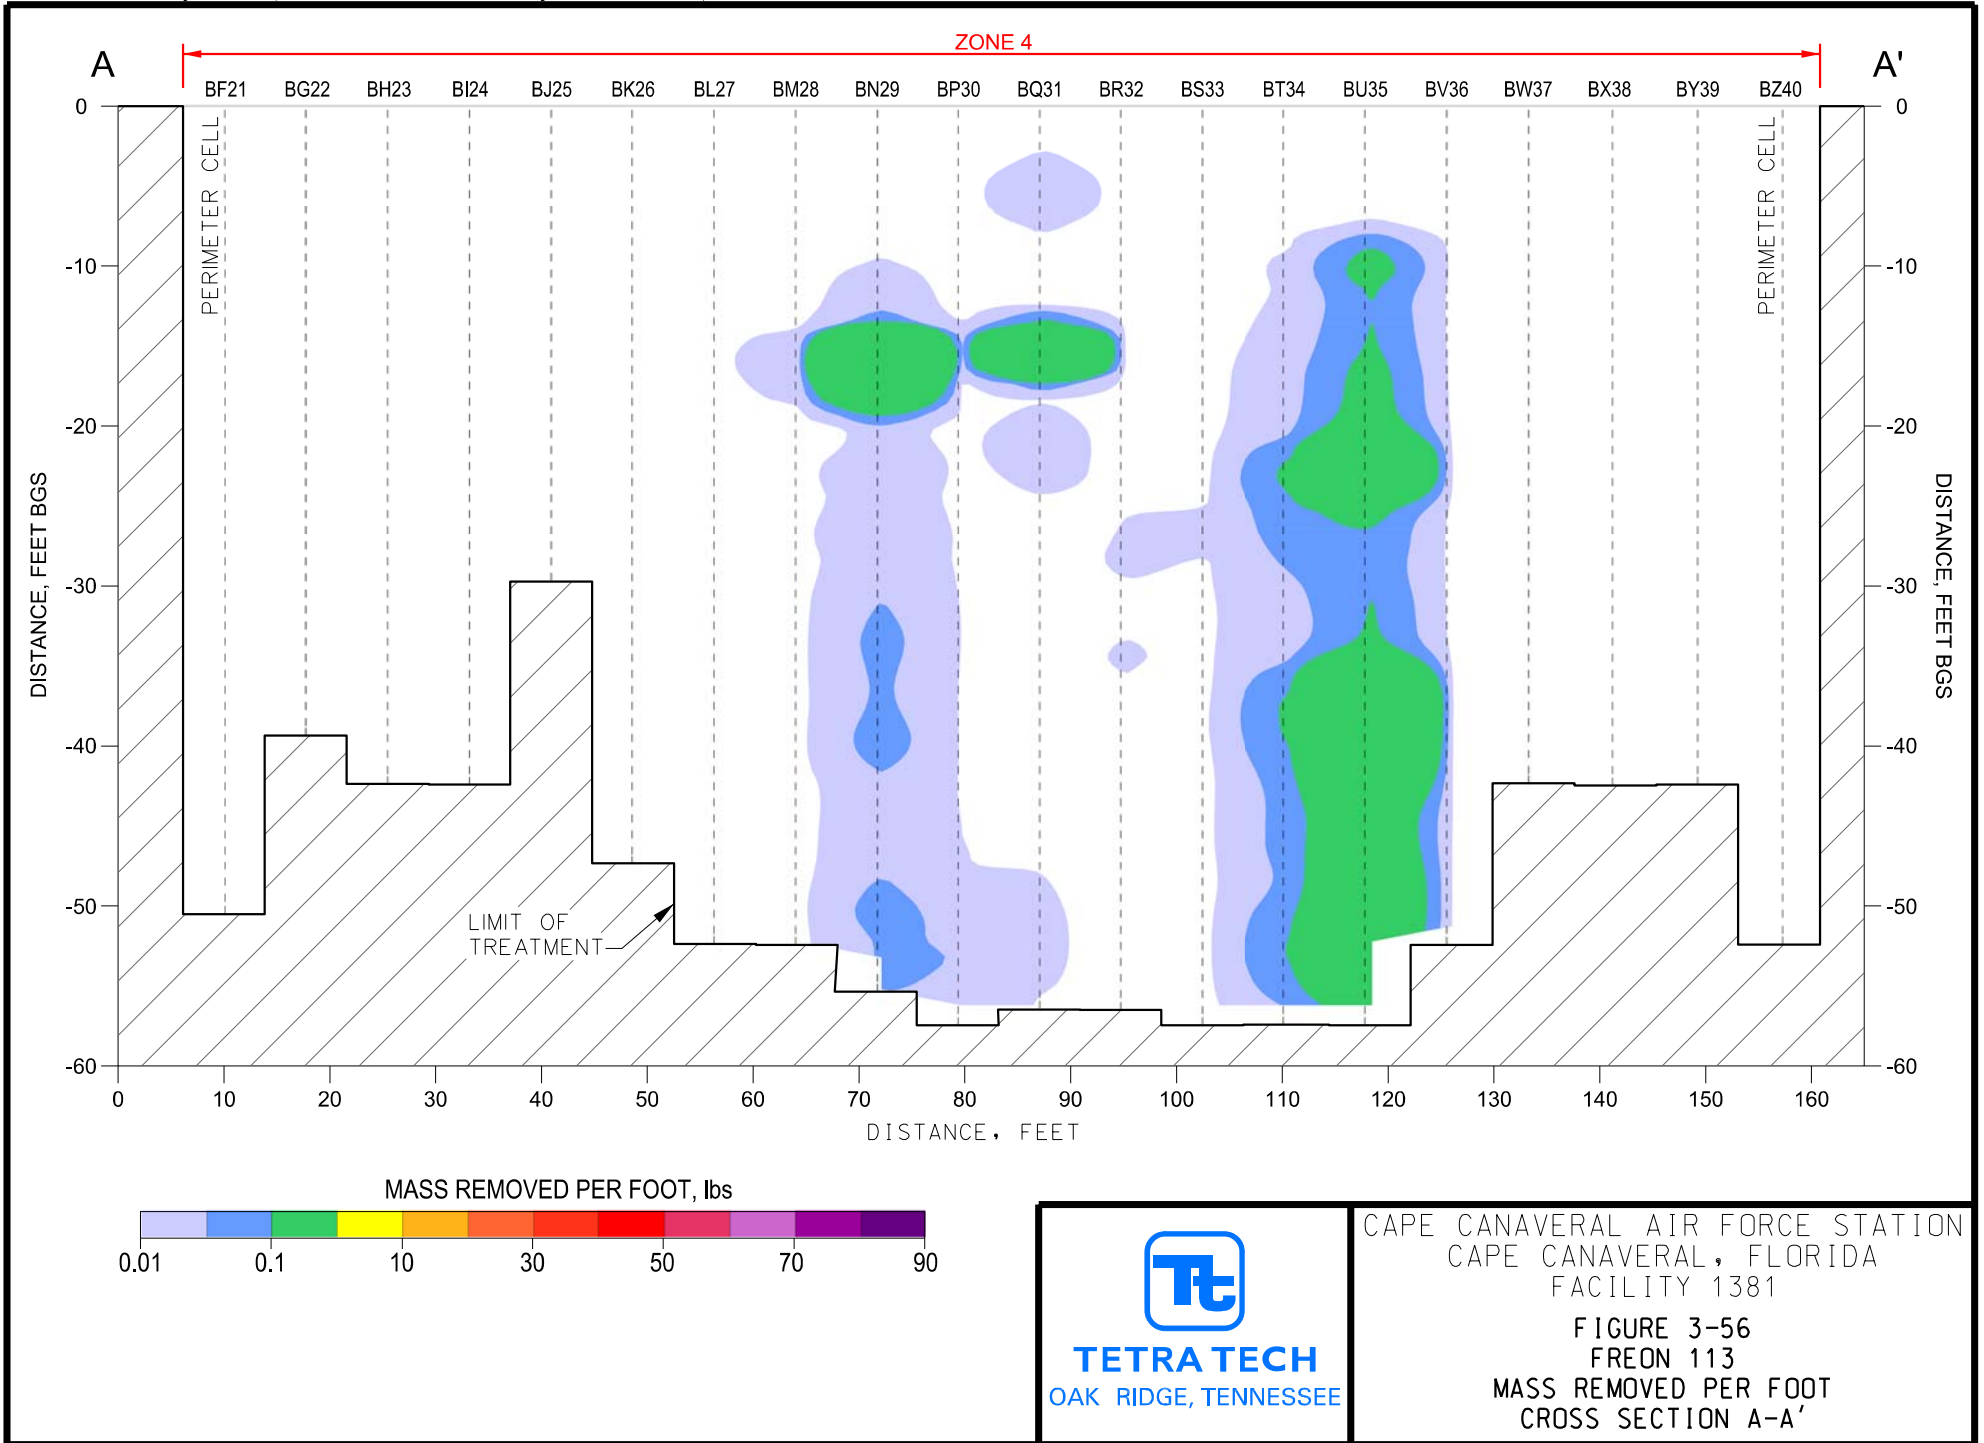 ZONE 4
A
A'
BF21 BG22 BH23 BI24 BJ25 BK26 BL27 BM28 BN29 BP30 BQ31 BR32 BS33 BT34 BU35 BV36 BW37 BX38 BY39 BZ40
PERIMETER CELL
PERIMETER CELL
0
-10
-20
-30
-40
-50
-60
DISTANCE, FEET BGS
0
-10
-20
-30
-40
-50
-60
DISTANCE, FEET BGS
LIMIT OF
TREATMENT
0 10 20 30 40 50 60 70 80 90 100 110 120 130 140 150 160
DISTANCE, FEET
MASS REMOVED PER FOOT, lbs
0.01 0.1 10 30 50 70 90
Tt
TETRA TECH
OAK RIDGE, TENNESSEE
CAPE CANAVERAL AIR FORCE STATION
CAPE CANAVERAL, FLORIDA
FACILITY 1381
FIGURE 3-56
FREON 113
MASS REMOVED PER FOOT
CROSS SECTION A-A'